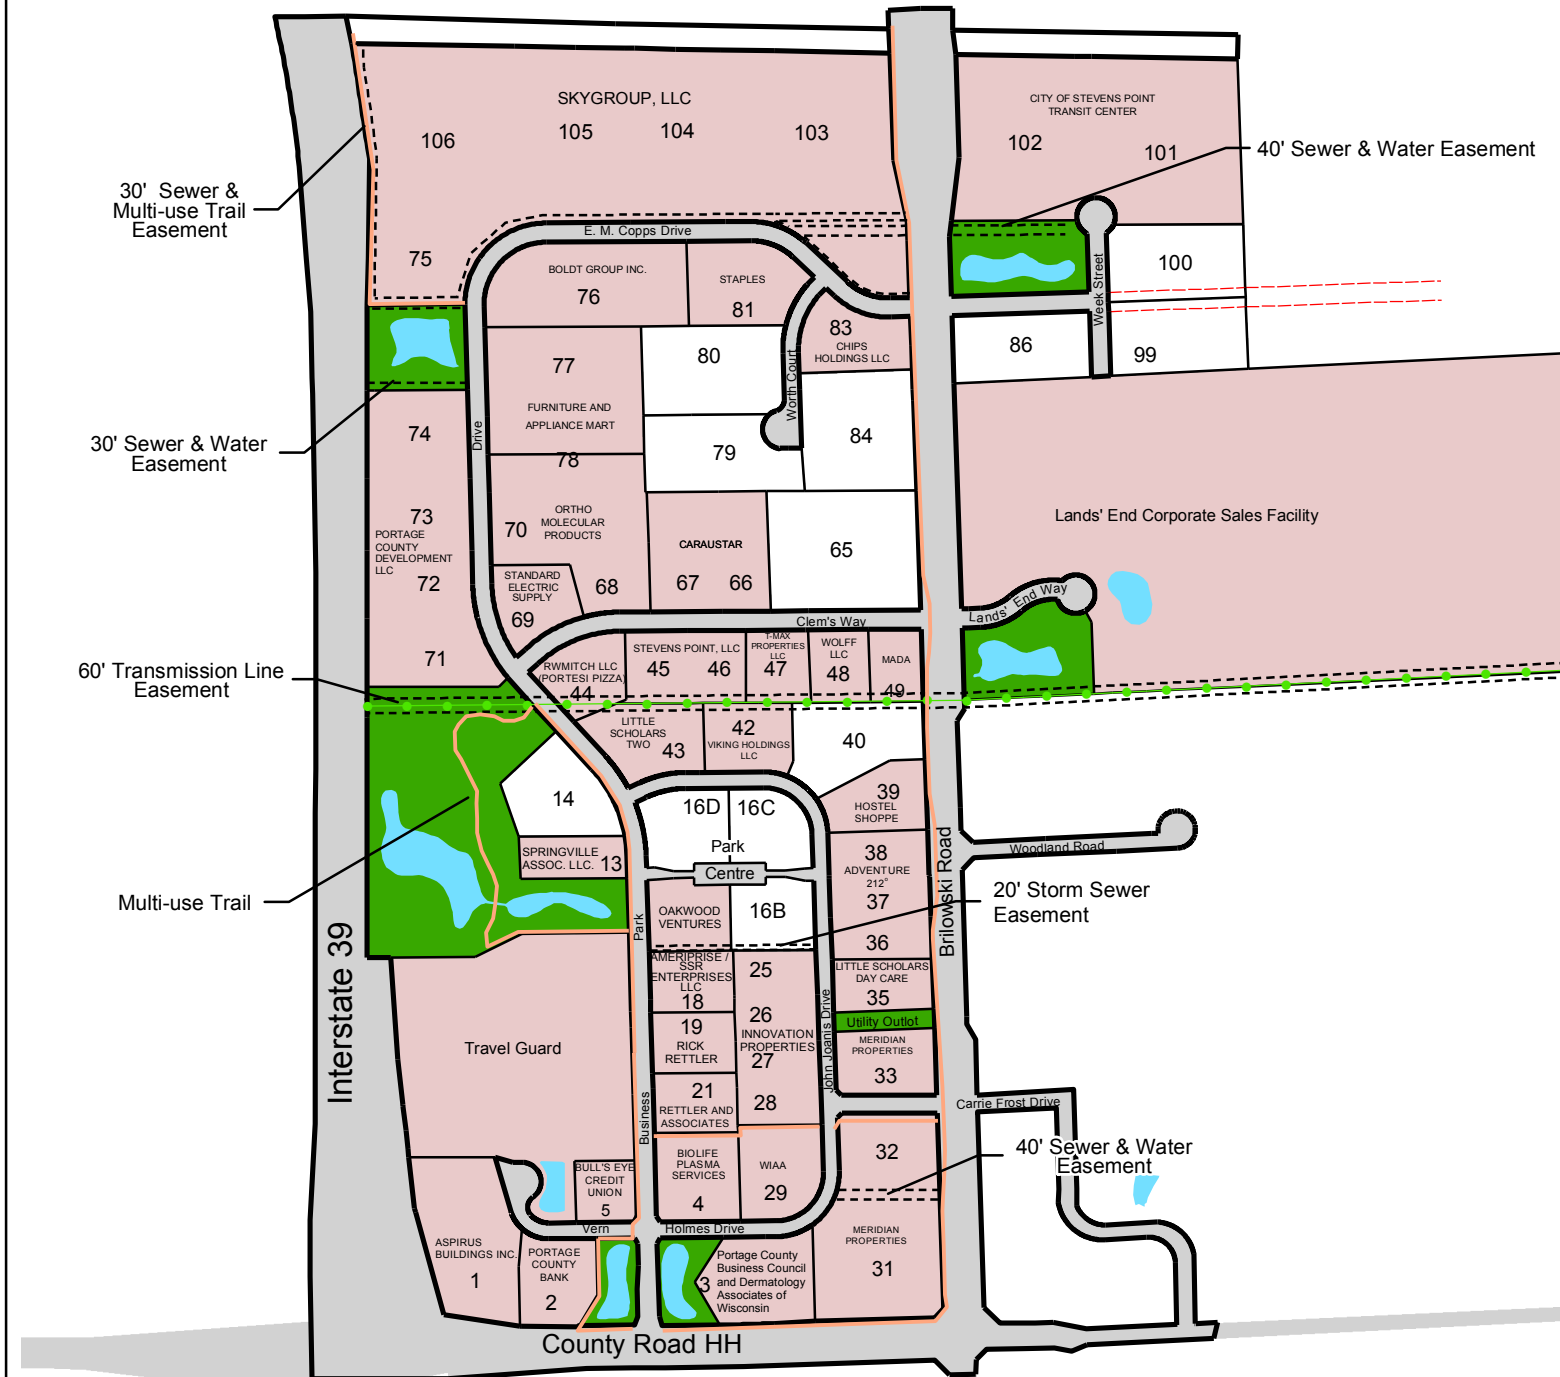 SKYGROUP, LLC
106
105
104
103
CITY OF STEVENS POINT
TRANSIT CENTER
102
101
40' Sewer & Water Easement
30' Sewer &
Multi-use Trail
Easement
75
E. M. Copps Drive
BOLDT GROUP INC.
76
STAPLES
81
83
CHIPS
HOLDINGS LLC
100
Week Street
86
99
77
80
FURNITURE AND
APPLIANCE MART
78
Worth Court
79
84
74
Drive
30' Sewer & Water
Easement
73
PORTAGE
COUNTY
DEVELOPMENT
LLC
72
71
70
ORTHO
MOLECULAR
PRODUCTS
68
STANDARD
ELECTRIC
SUPPLY
69
CARAUSTAR
67
66
65
Lands' End Corporate Sales Facility
Lands' End Way
Clem's Way
60' Transmission Line
Easement
RWMITCH LLC
(PORTESI PIZZA)
44
STEVENS POINT, LLC
45
46
T-MAX
PROPERTIES
LLC
47
WOLFF
LLC
48
MADA
49
LITTLE
SCHOLARS
TWO
43
42
VIKING HOLDINGS
LLC
40
39
HOSTEL
SHOPPE
14
16D
16C
Park
Centre
SPRINGVILLE
ASSOC. LLC.
13
38
ADVENTURE
212°
37
36
Brilowski Road
Woodland Road
Multi-use Trail
20' Storm Sewer
Easement
OAKWOOD
VENTURES
16B
Park
AMERIPRISE /
SSR
ENTERPRISES
LLC
18
25
26
INNOVATION
PROPERTIES
27
28
LITTLE SCHOLARS
DAY CARE
35
Utility Outlot
MERIDIAN
PROPERTIES
33
John Joanis Drive
Interstate 39
Travel Guard
19
RICK
RETTLER
21
RETTLER AND
ASSOCIATES
Business
Carrie Frost Drive
32
40' Sewer & Water
Easement
BULL'S EYE
CREDIT
UNION
5
BIOLIFE
PLASMA
SERVICES
4
WIAA
29
Vern
Holmes Drive
ASPIRUS
BUILDINGS INC.
1
PORTAGE
COUNTY
BANK
2
3
Portage County
Business Council
and Dermatology
Associates of
Wisconsin
MERIDIAN
PROPERTIES
31
County Road HH